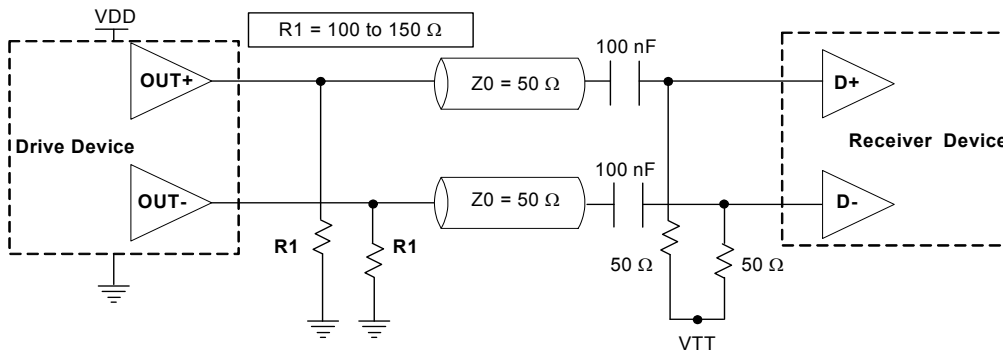 VDD
R1 = 100 to 150 Ω
100 nF
OUT+
Z0 = 50 Ω
D+
Drive Device
Receiver Device
100 nF
OUT-
Z0 = 50 Ω
D-
R1
R1
50 Ω
50 Ω
VTT